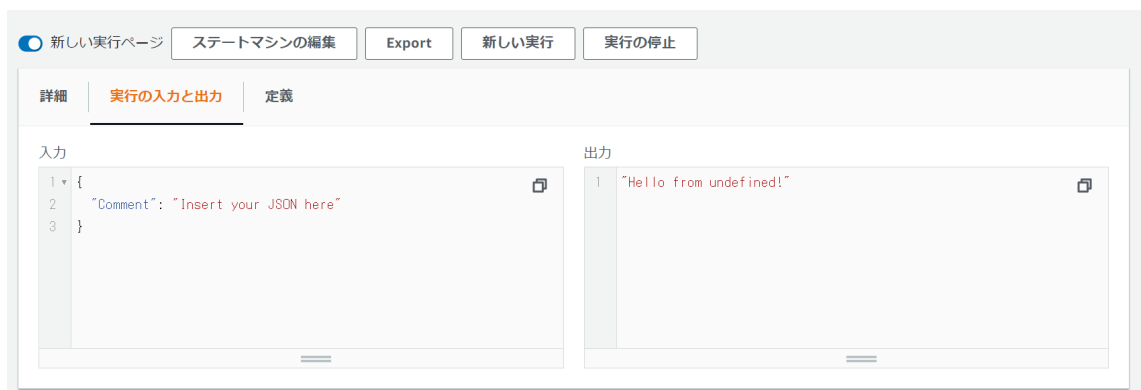 新しい実行ページ ステートマシンの編集 Export 新しい実行 実行の停止
詳細 実行の入力と出力 定義
入力
1 {
2 "Comment": "Insert your JSON here"
3 }
出力
1 "Hello from undefined!"